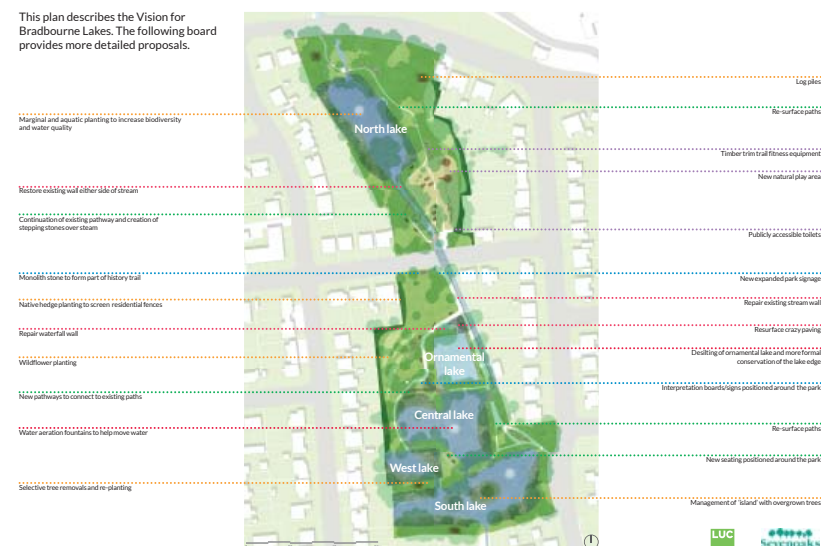 This plan describes the Vision for
Bradbourne Lakes. The following board
provides more detailed proposals.
Marginal and aquatic planting to increase biodiversity
and water quality
Restore existing wall either side of stream
Continuation of existing pathway and creation of
stepping stones over steam
Monolith stone to form part of history trail
Native hedge planting to screen residential fences
Repair waterfall wall
Wildflower planting
New pathways to connect to existing paths
Water aeration fountains to help move water
Selective tree removals and re-planting
North lake
Ornamental
lake
Central lake
West lake
South lake
Log piles
Re-surface paths
Timber trim trail fitness equipment
New natural play area
Publicly accessible toilets
New expanded park signage
Repair existing stream wall
Resurface crazy paving
Desilting of ornamental lake and more formal
conservation of the lake edge
Interpretation boards/signs positioned around the park
Re-surface paths
New seating positioned around the park
Management of 'island' with overgrown trees
LUC
Sevenoaks